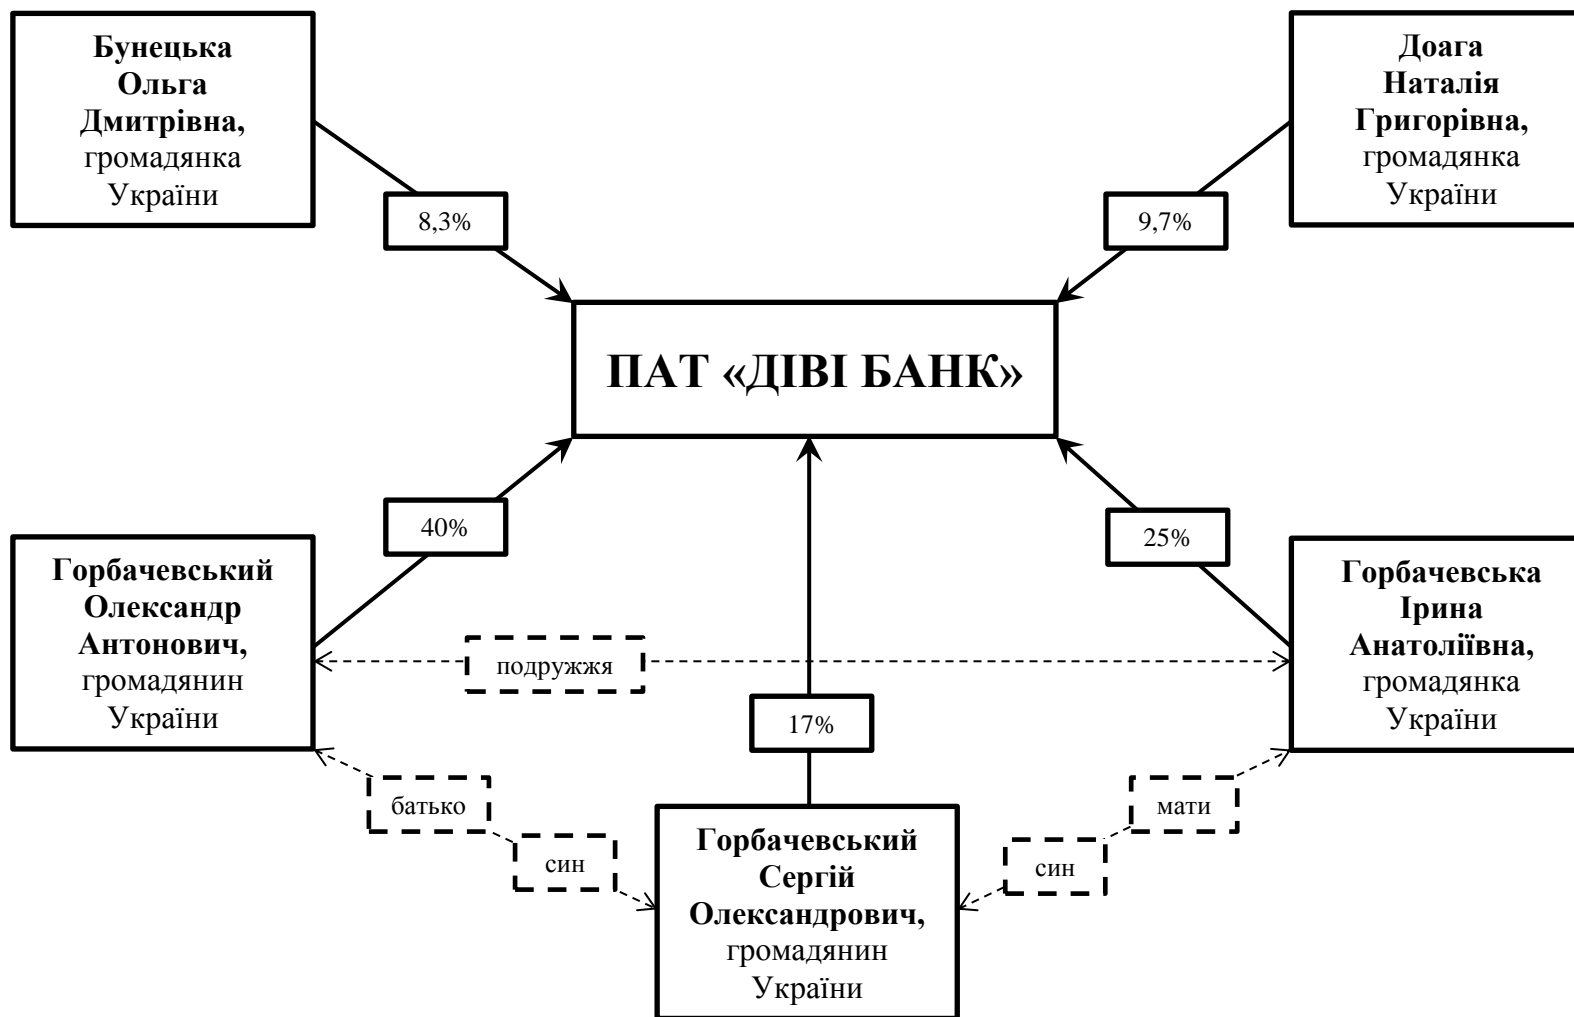 Бунецька
Ольга
Дмитрівна,
громадянка
України
Доага
Наталія
Григорівна,
громадянка
України
8,3%
9,7%
ПАТ «ДІВІ БАНК»
40%
25%
Горбачевський
Олександр
Антонович,
громадянин
України
Горбачевська
Ірина
Анатоліївна,
громадянка
України
подружжя
17%
батько
мати
син
син
Горбачевський
Сергій
Олександрович,
громадянин
України